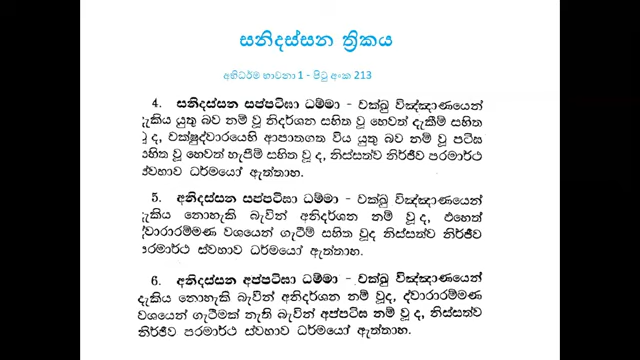 සනිදස්සන ත්‍රිකය
අභිධර්ම භාවනා 1 - පිටු අංක 213
4. සනිදස්සන සප්පටිඝා ධම්මා - චක්ඛු විඤ්ඤාණයෙන්
දැකිය යුතු බව නම් වූ නිදර්ශන සහිත වූ හෙවත් දැකීම් සහිත
වූ ද, චක්ෂුද්වාරයෙහි ආපාතගත විය යුතු බව නම් වූ පටිඝ
සහිත වූ හෙවත් හැපීම් සහිත වූ ද, නිස්සත්ව නිර්ජීව පරමාර්ථ
ස්වභාව ධර්මයෝ ඇත්තාහ.
5. අනිදස්සන සප්පටිඝා ධම්මා - චක්ඛු විඤ්ඤාණයෙන්
දැකිය නොහැකි බැවින් අනිදර්ශන නම් වූ ද, එහෙත්
ද්වාරාරම්මණ වශයෙන් ගැටීම් සහිත වූද නිස්සත්ව නිර්ජීව
පරමාර්ථ ස්වභාව ධර්මයෝ ඇත්තාහ.
6. අනිදස්සන අප්පටිඝා ධම්මා - චක්ඛු විඤ්ඤාණයෙන්
දැකිය නොහැකි බැවින් අනිදර්ශන නම් වූද, ද්වාරාරම්මණ
වශයෙන් ගැටීමක් නැති බැවින් අප්පටිඝ නම් වූ ද, නිස්සත්ව
නිර්ජීව පරමාර්ථ ස්වභාව ධර්මයෝ ඇත්තාහ.